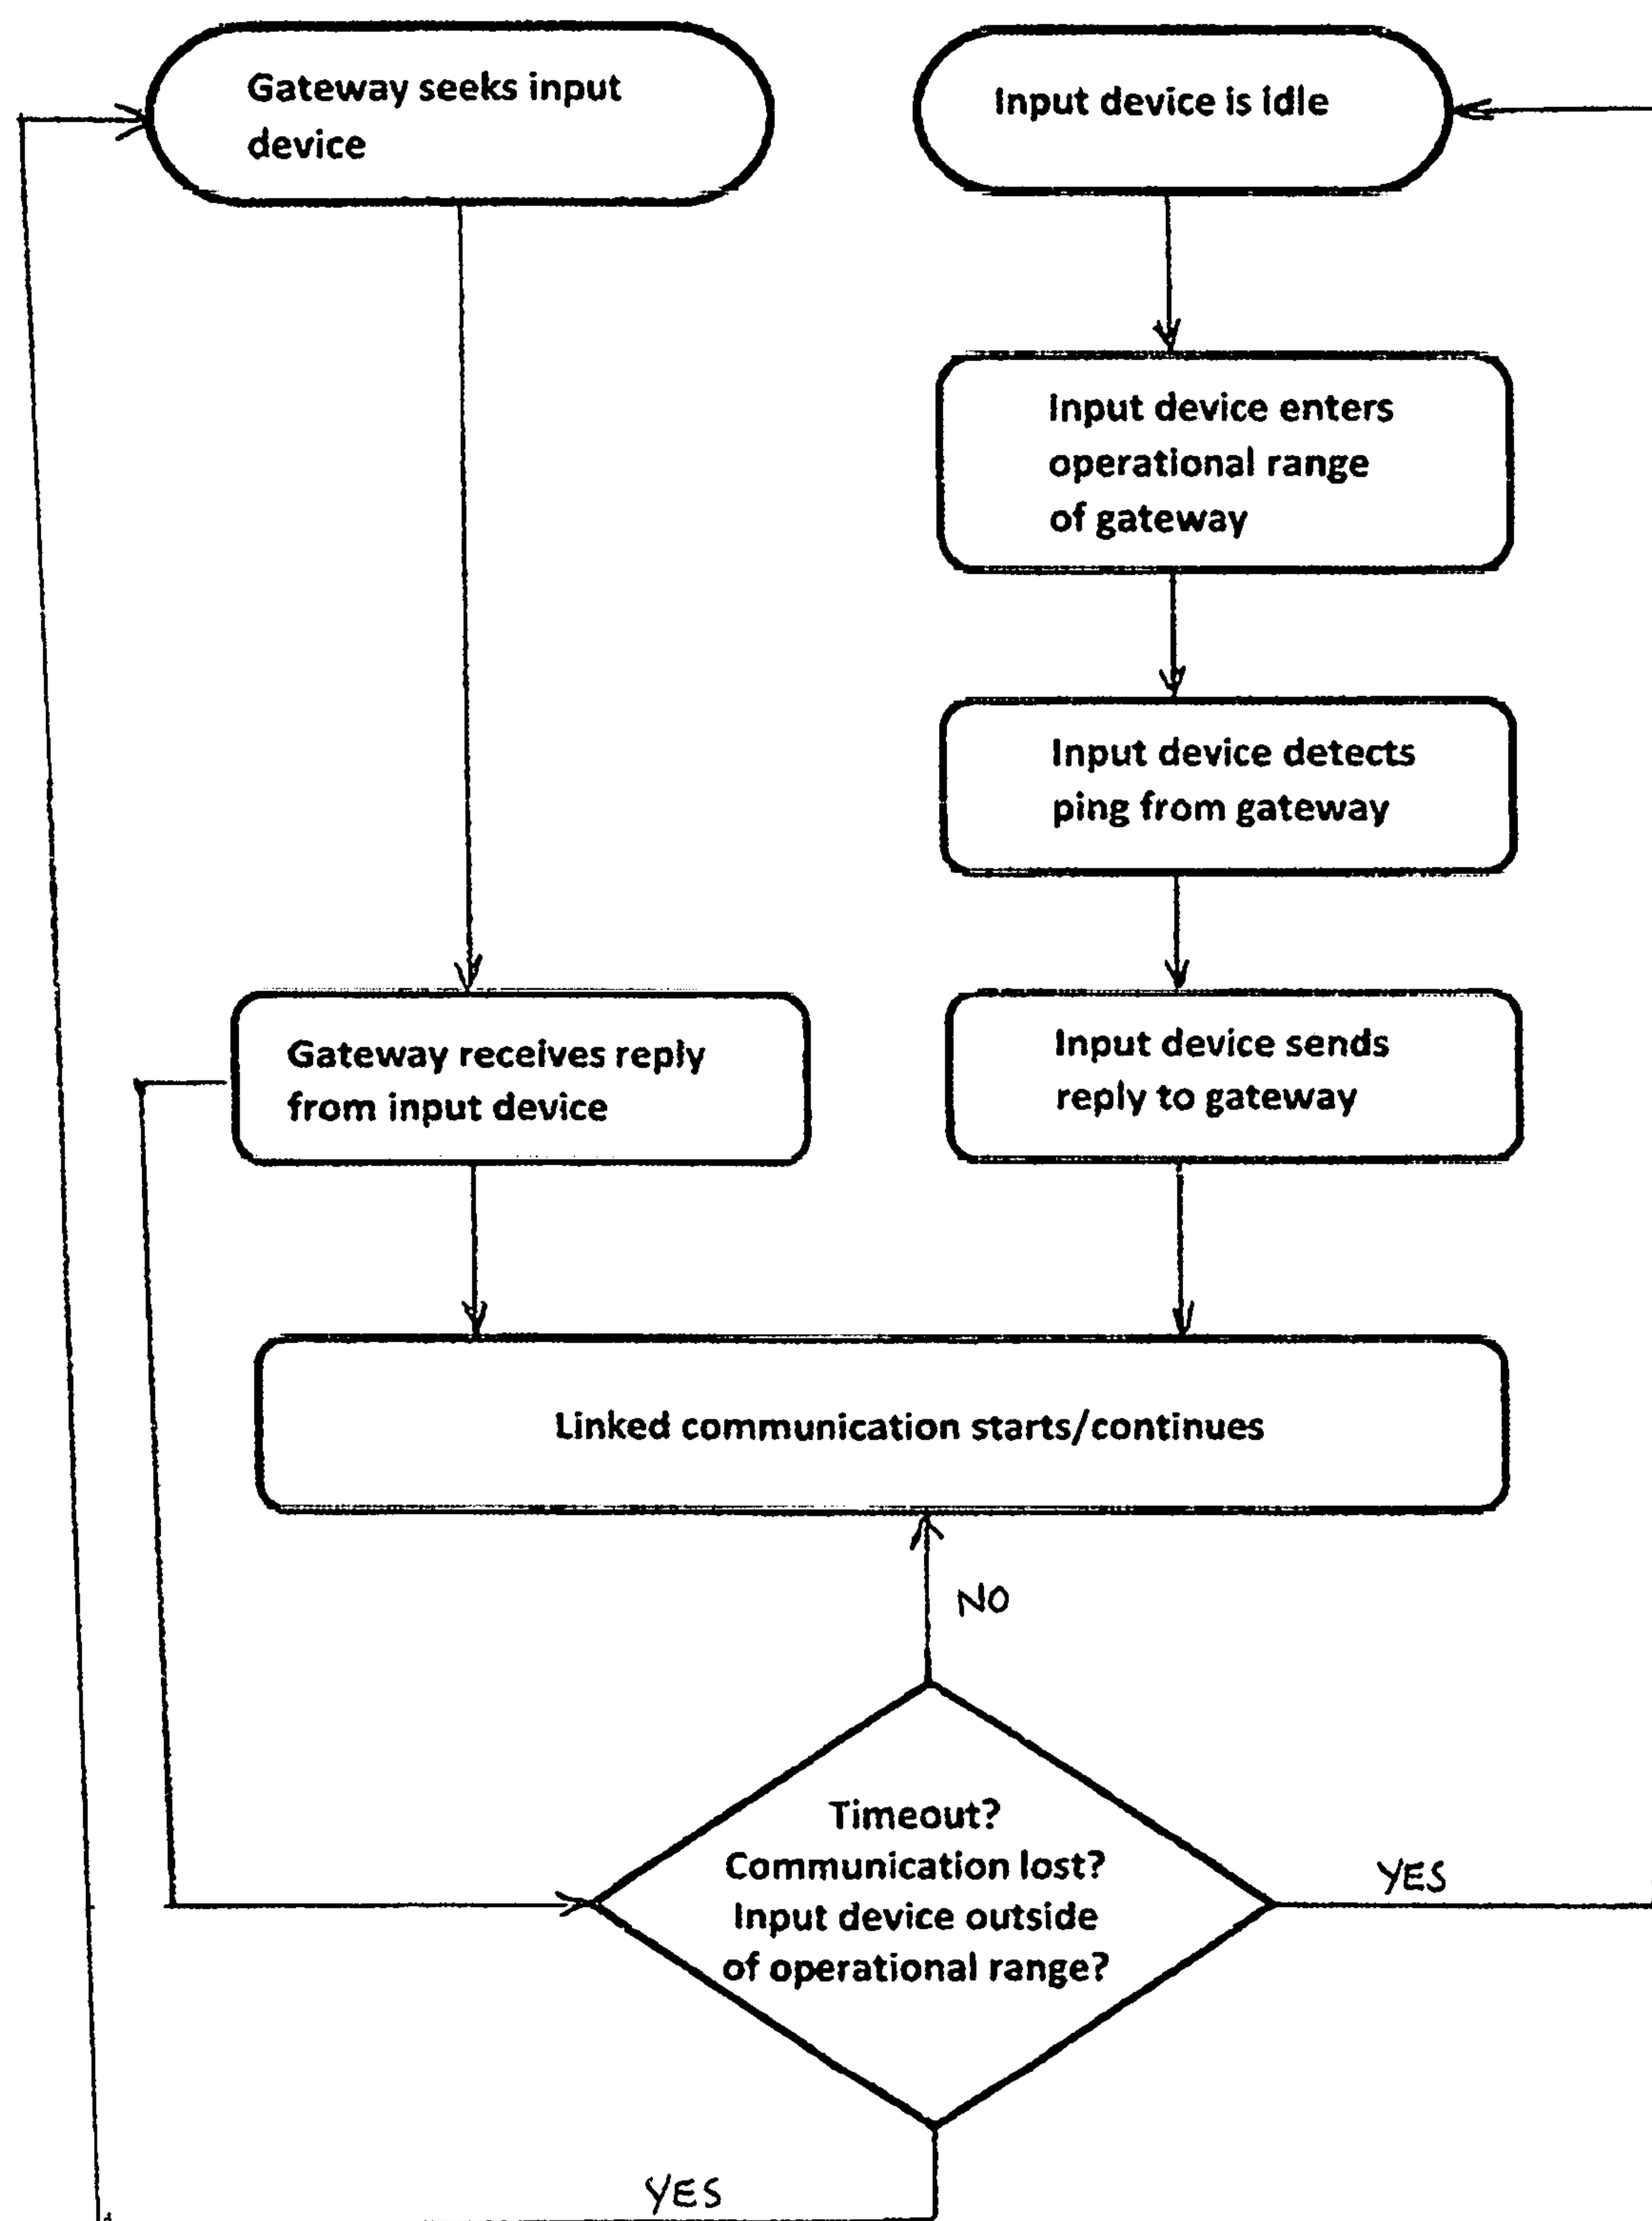 Gateway seeks input
device
Input device is idle
Input device enters
operational range
of gateway
Input device detects
ping from gateway
Gateway receives reply
from input device
Input device sends
reply to gateway
Linked communication starts/continues
NO
Timeout?
Communication lost?
Input device outside
of operational range?
YES
YES